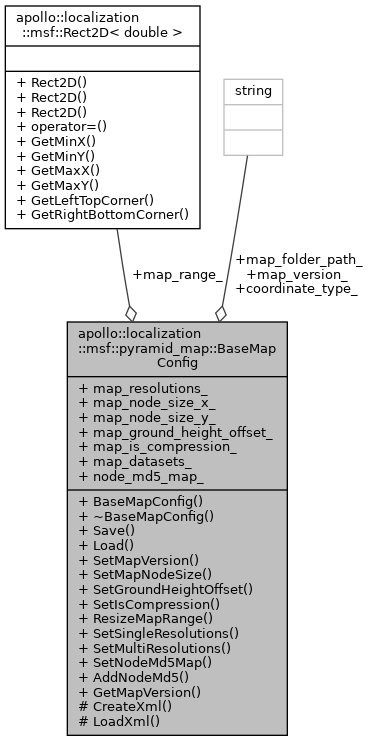 apollo::localization
::msf::Rect2D< double >
+ Rect2D()
+ Rect2D()
+ Rect2D()
+ operator=()
+ GetMinX()
+ GetMinY()
+ GetMaxX()
+ GetMaxY()
+ GetLeftTopCorner()
+ GetRightBottomCorner()
string
+map_range_
+map_folder_path_
+map_version_
+coordinate_type_
apollo::localization
::msf::pyramid_map::BaseMap
Config
+ map_resolutions_
+ map_node_size_x_
+ map_node_size_y_
+ map_ground_height_offset_
+ map_is_compression_
+ map_datasets_
+ node_md5_map_
+ BaseMapConfig()
+ ~BaseMapConfig()
+ Save()
+ Load()
+ SetMapVersion()
+ SetMapNodeSize()
+ SetGroundHeightOffset()
+ SetIsCompression()
+ ResizeMapRange()
+ SetSingleResolutions()
+ SetMultiResolutions()
+ SetNodeMd5Map()
+ AddNodeMd5()
+ GetMapVersion()
# CreateXml()
# LoadXml()